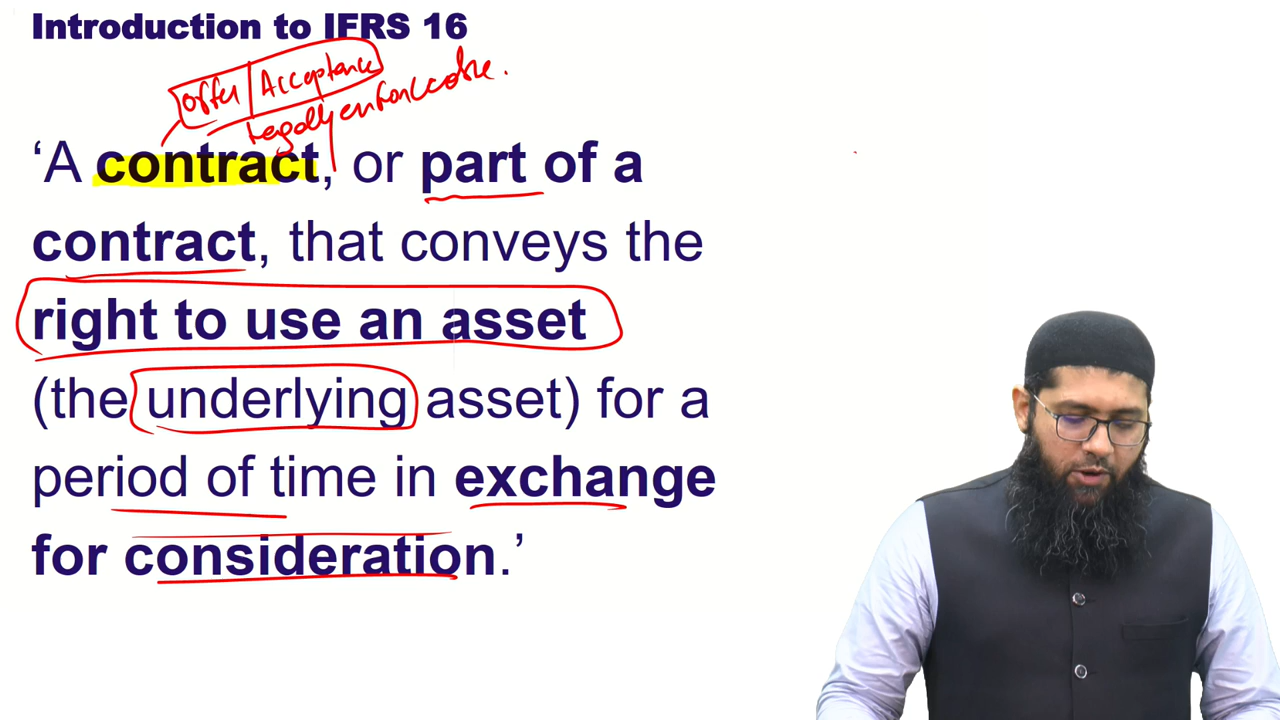 Introduction to IFRS 16
offer Acceptance
legally enforceable.
‘A contract, or part of a
contract, that conveys the
right to use an asset
(the underlying asset) for a
period of time in exchange
for consideration.’